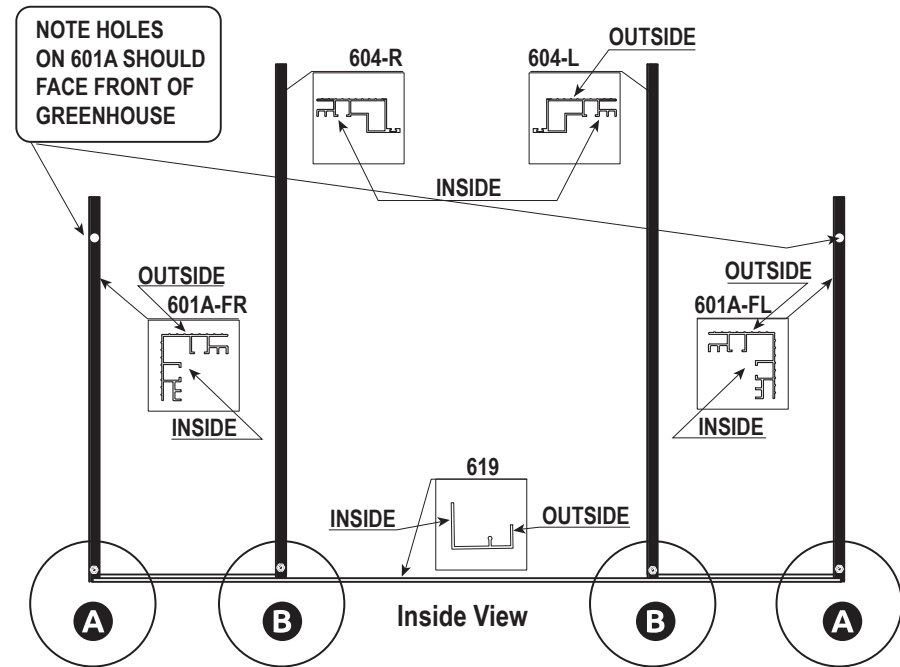 NOTE HOLES
ON 601A SHOULD
FACE FRONT OF
GREENHOUSE
604-R
604-L
OUTSIDE
INSIDE
OUTSIDE
601A-FR
INSIDE
OUTSIDE
601A-FL
INSIDE
619
INSIDE
OUTSIDE
A
B
Inside View
B
A